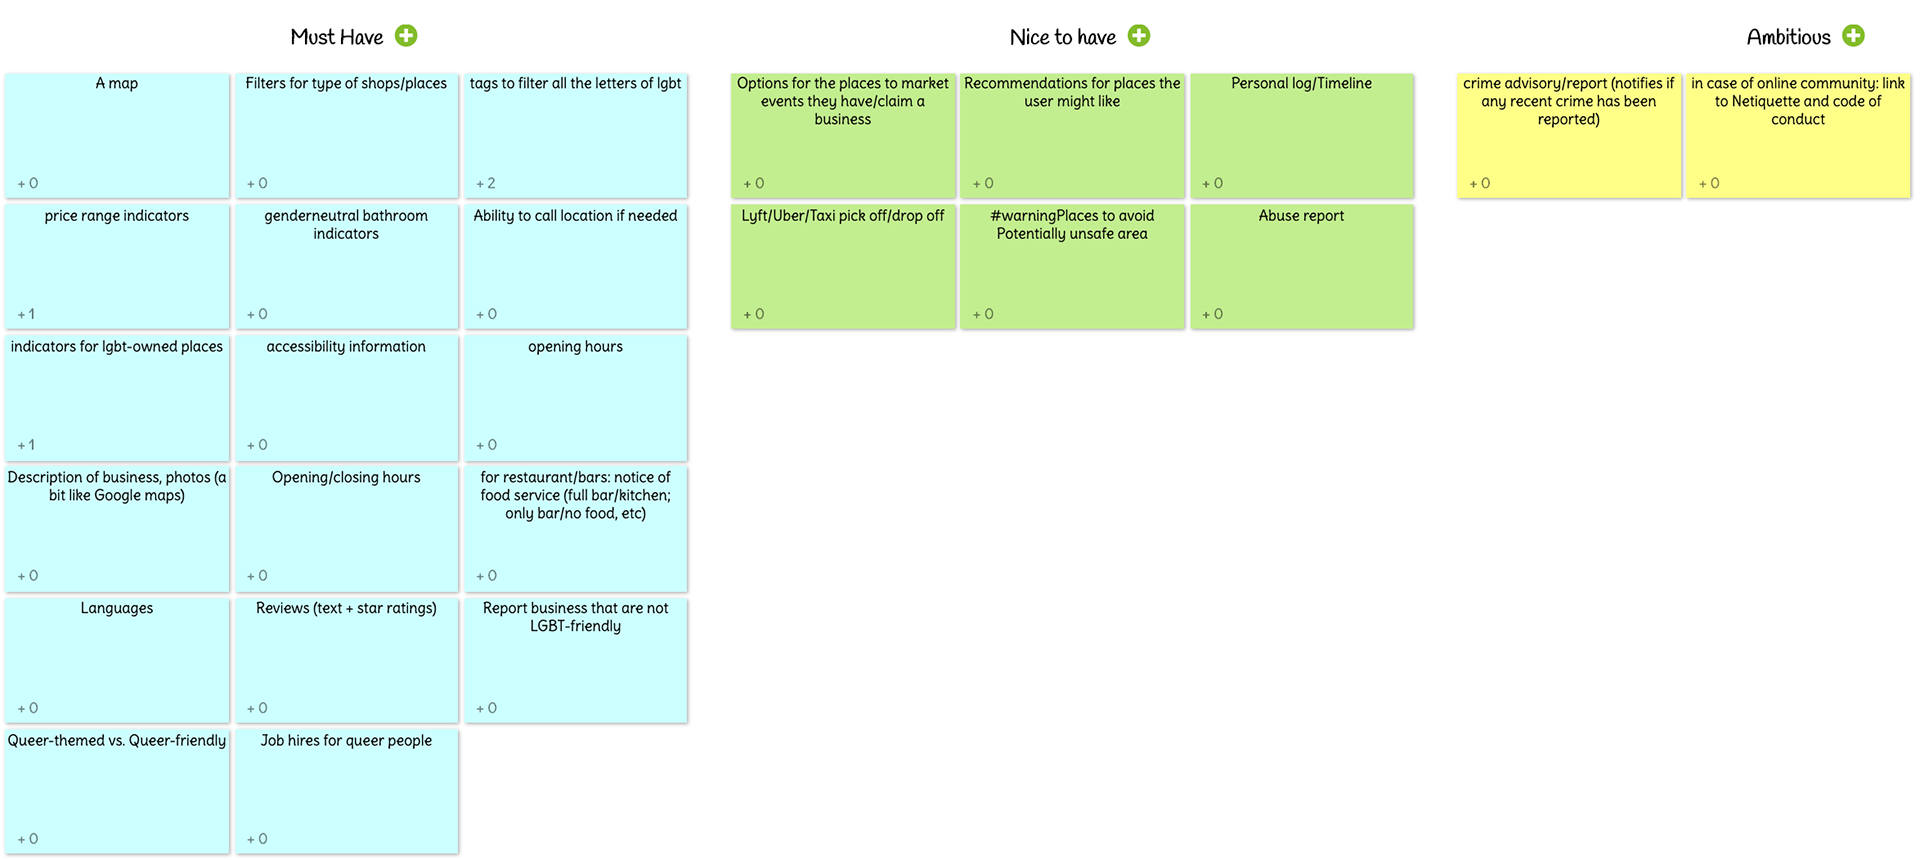 Must Have
A map
+ 0
Filters for type of shops/places
+ 0
tags to filter all the letters of lgbt
+ 2
price range indicators
+ 1
genderneutral bathroom
indicators
+ 0
Ability to call location if needed
+ 0
indicators for lgbt-owned places
+ 1
accessibility information
+ 0
opening hours
+ 0
Description of business, photos (a
bit like Google maps)
+ 0
Opening/closing hours
+ 0
for restaurant/bars: notice of
food service (full bar/kitchen;
only bar/no food, etc)
+ 0
Languages
+ 0
Reviews (text + star ratings)
+ 0
Report business that are not
LGBT-friendly
+ 0
Queer-themed vs. Queer-friendly
+ 0
Job hires for queer people
+ 0
Nice to have
Options for the places to market
events they have/claim a
business
+ 0
Recommendations for places the
user might like
+ 0
Personal log/Timeline
+ 0
Lyft/Uber/Taxi pick off/drop off
+ 0
#warningPlaces to avoid
Potentially unsafe area
+ 0
Abuse report
+ 0
Ambitious
crime advisory/report (notifies if
any recent crime has been
reported)
+ 0
in case of online community: link
to Netiquette and code of
conduct
+ 0